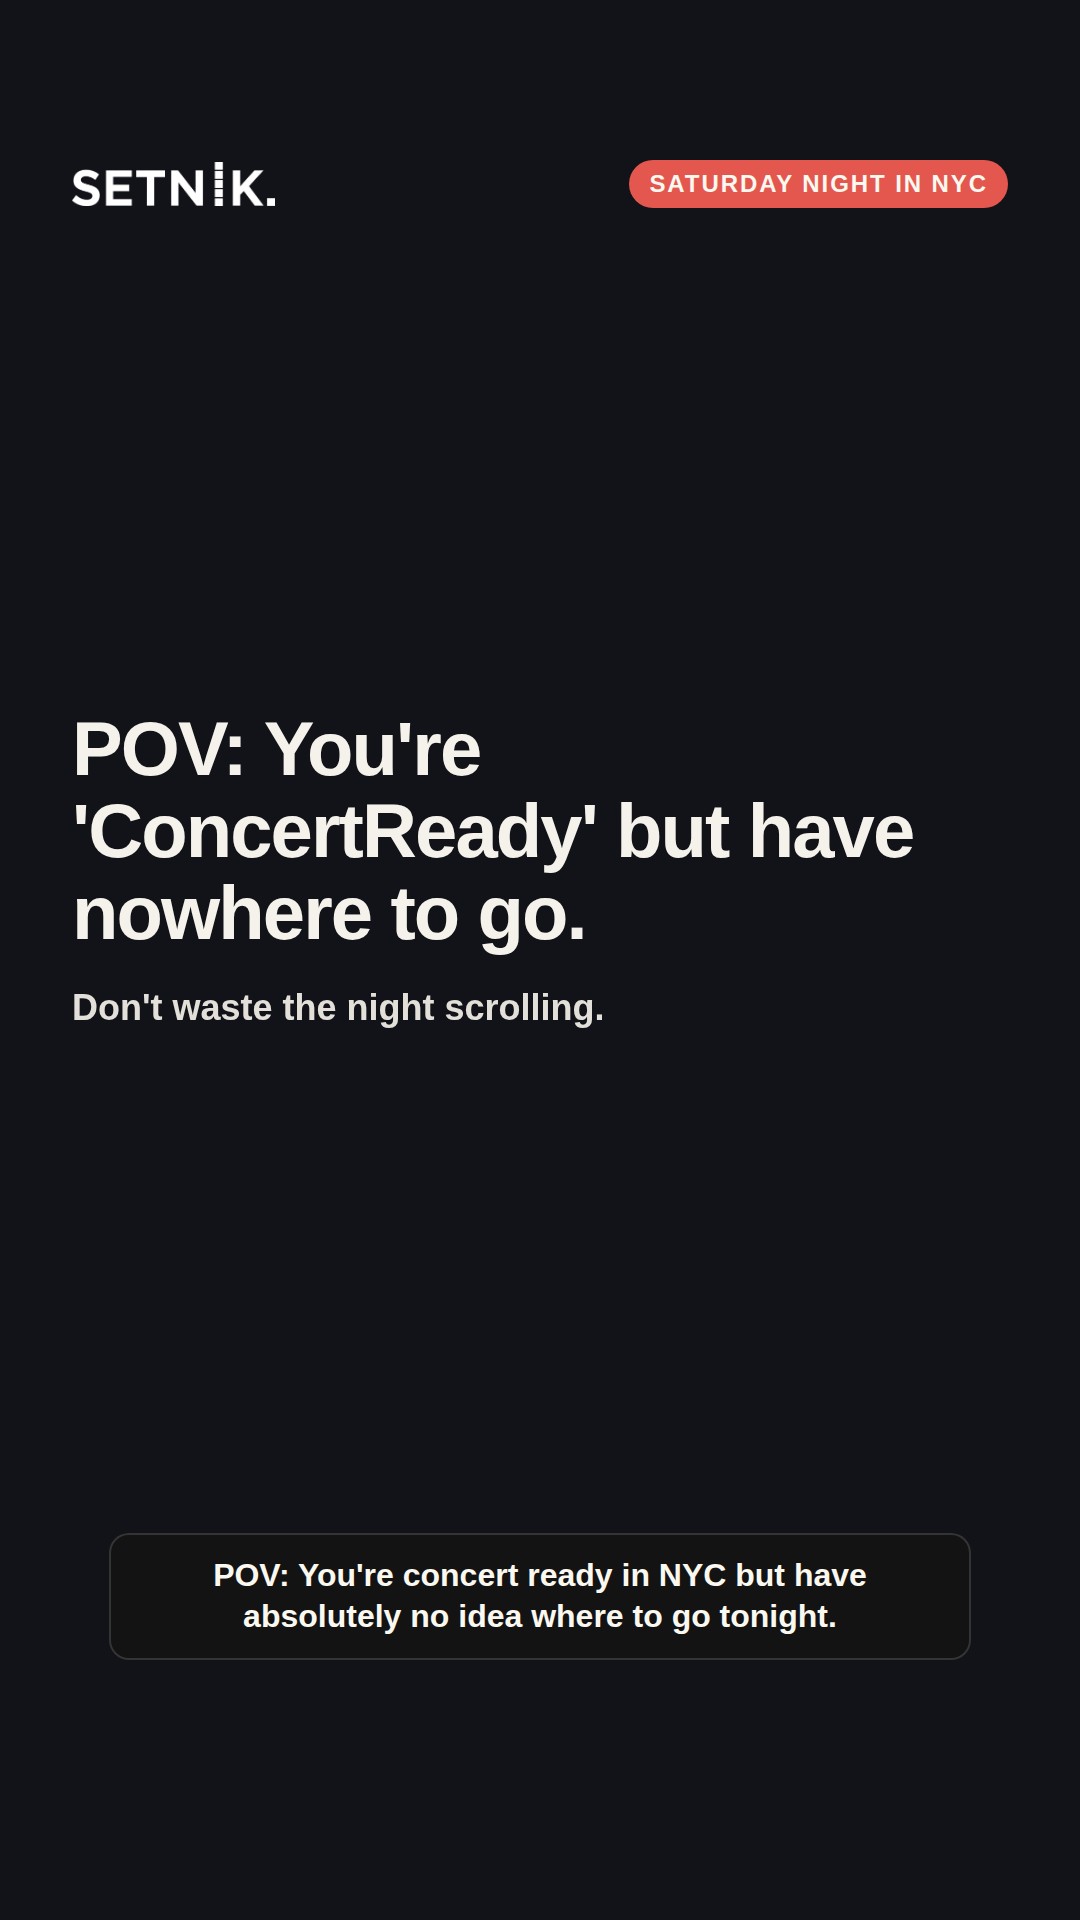 SETNIK.
SATURDAY NIGHT IN NYC
POV: You're
'ConcertReady' but have
nowhere to go.
Don't waste the night scrolling.
POV: You're concert ready in NYC but have
absolutely no idea where to go tonight.